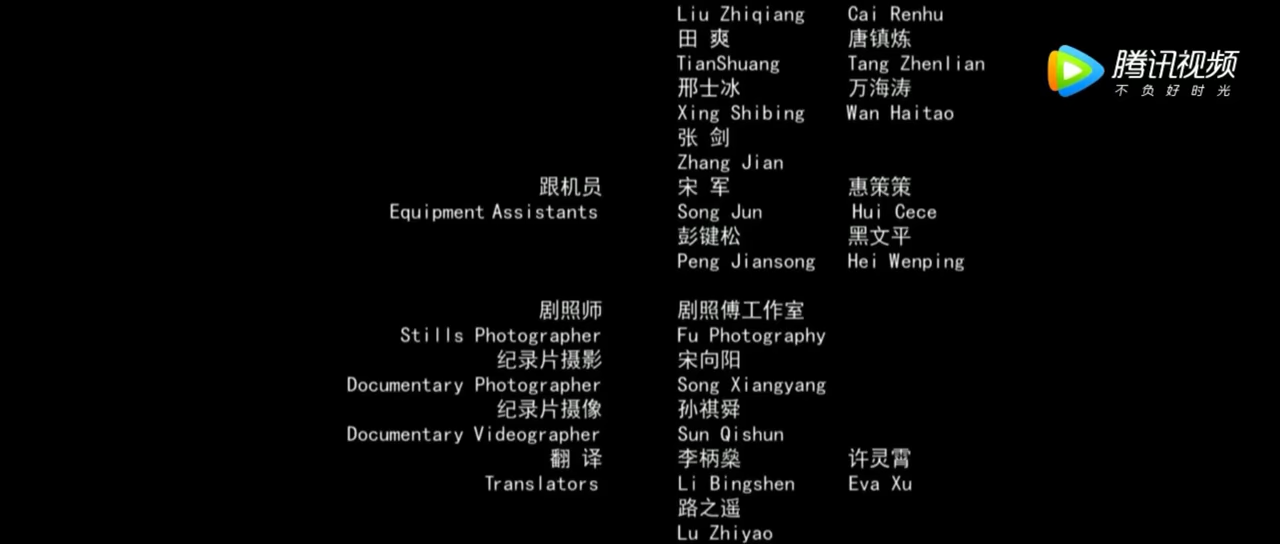 Liu Zhiqiang Cai Renhu
田 爽 唐镇炼
TianShuang Tang Zhenlian
邢士冰 万海涛
Xing Shibing Wan Haitao
张 剑
Zhang Jian
跟机员 宋 军 惠策策
Equipment Assistants Song Jun Hui Cece
彭键松 黑文平
Peng Jiansong Hei Wenping
剧照师 剧照傅工作室
Stills Photographer Fu Photography
纪录片摄影 宋向阳
Documentary Photographer Song Xiangyang
纪录片摄像 孙祺舜
Documentary Videographer Sun Qishun
翻 译 李柄燊 许灵霄
Translators Li Bingshen Eva Xu
路之遥
Lu Zhiyao
腾讯视频
不负好时光